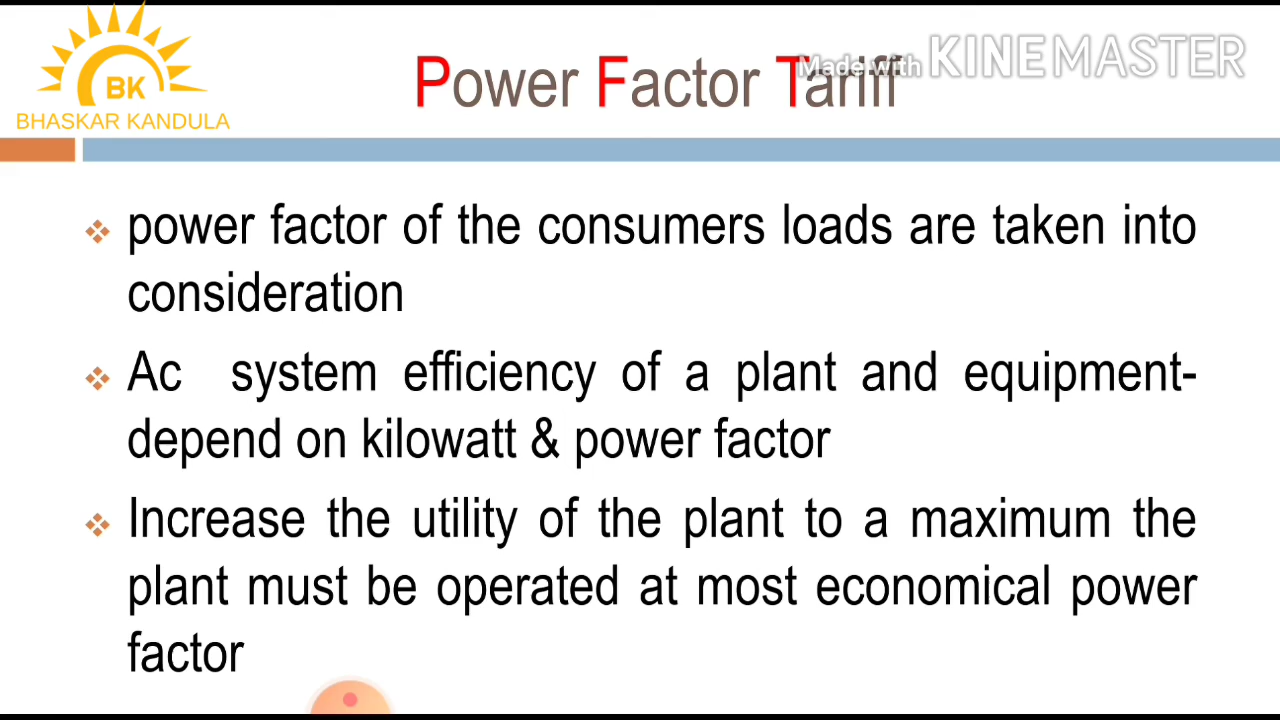 BK
BHASKAR KANDULA
Power Factor Tariff
Made with KINEMASTER
power factor of the consumers loads are taken into
consideration
Ac system efficiency of a plant and equipment-
depend on kilowatt & power factor
Increase the utility of the plant to a maximum the
plant must be operated at most economical power
factor